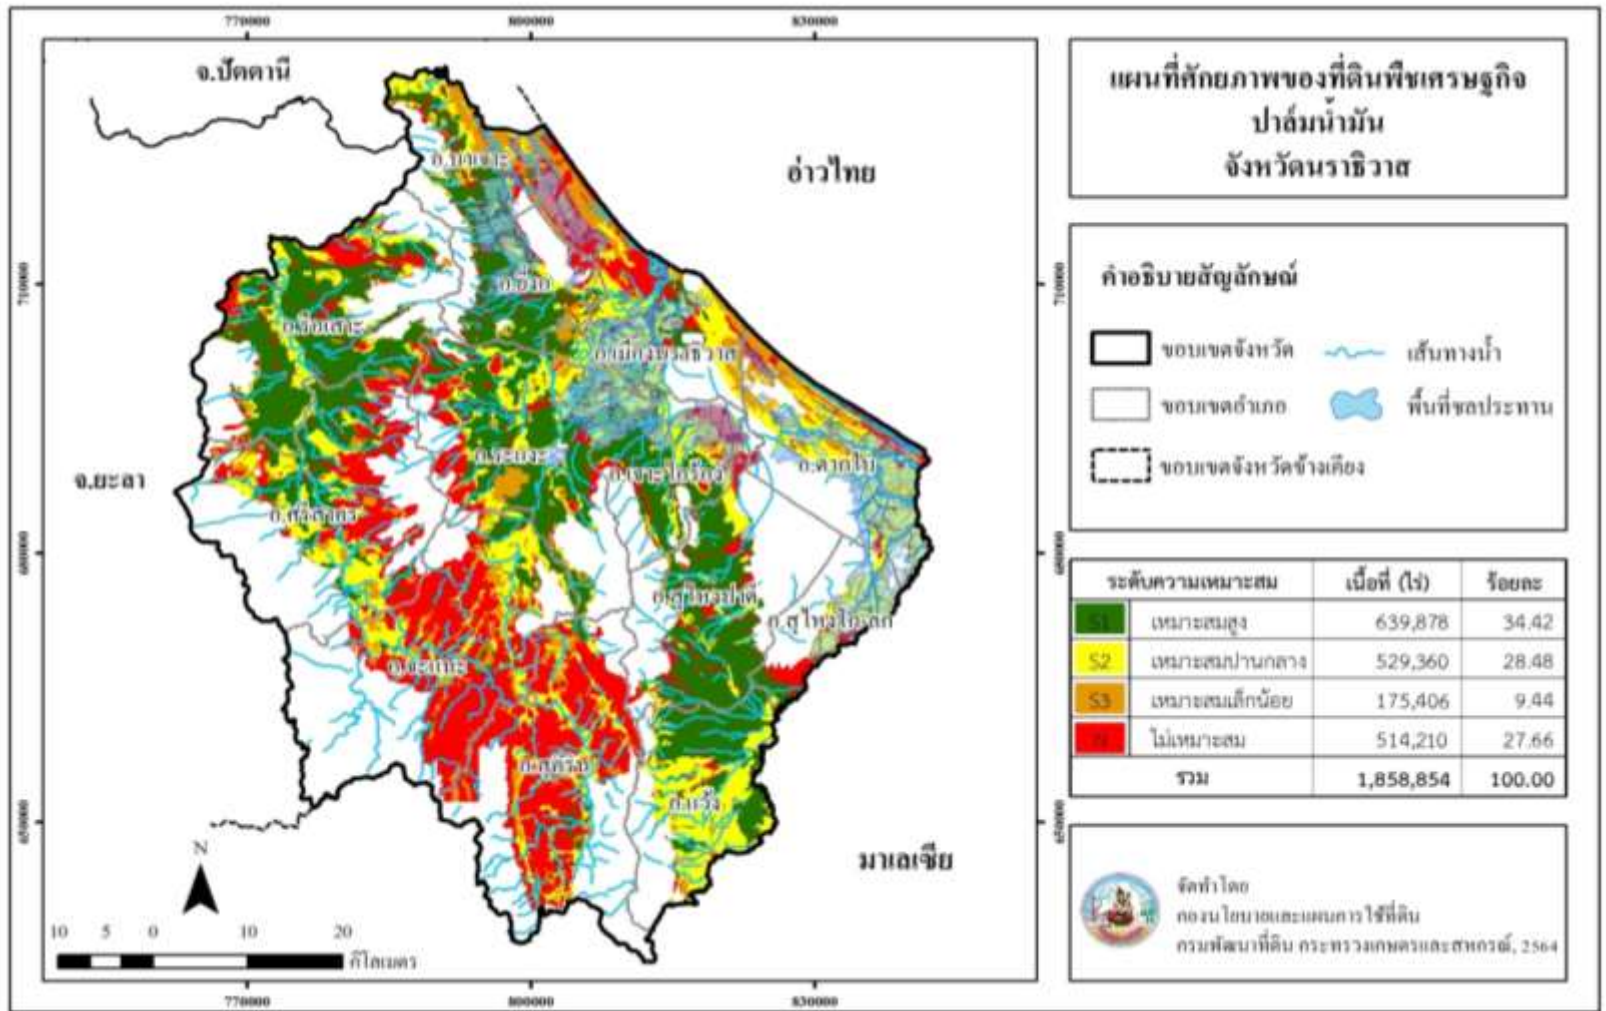 770000 800000 830000
จ.ปัตตานี
อ่าวไทย
อ.บาเจาะ
อ.ยี่งอ
อ.รือเสาะ
อ.เมืองนราธิวาส
อ.ระแงะ
อ.เจาะไอร้อง
อ.ตากใบ
จ.ยะลา
อ.ศรีสาคร
อ.สุไหงปาดี
อ.สุไหงโก-ลก
อ.จะแนะ
อ.สุคิริน
อ.แว้ง
มาเลเซีย
710000 710000
680000 680000
650000 650000
N
10 5 0 10 20
กิโลเมตร
770000 800000 830000
แผนที่ศักยภาพของที่ดินพืชเศรษฐกิจ
ปาล์มน้ำมัน
จังหวัดนราธิวาส
คำอธิบายสัญลักษณ์
ขอบเขตจังหวัด เส้นทางน้ำ
ขอบเขตอำเภอ พื้นที่ชลประทาน
ขอบเขตจังหวัดข้างเคียง
ระดับความเหมาะสม เนื้อที่ (ไร่) ร้อยละ
S1 เหมาะสมสูง 639,878 34.42
S2 เหมาะสมปานกลาง 529,360 28.48
S3 เหมาะสมเล็กน้อย 175,406 9.44
N ไม่เหมาะสม 514,210 27.66
รวม 1,858,854 100.00
จัดทำโดย
กองนโยบายและแผนการใช้ที่ดิน
กรมพัฒนาที่ดิน กระทรวงเกษตรและสหกรณ์, 2564